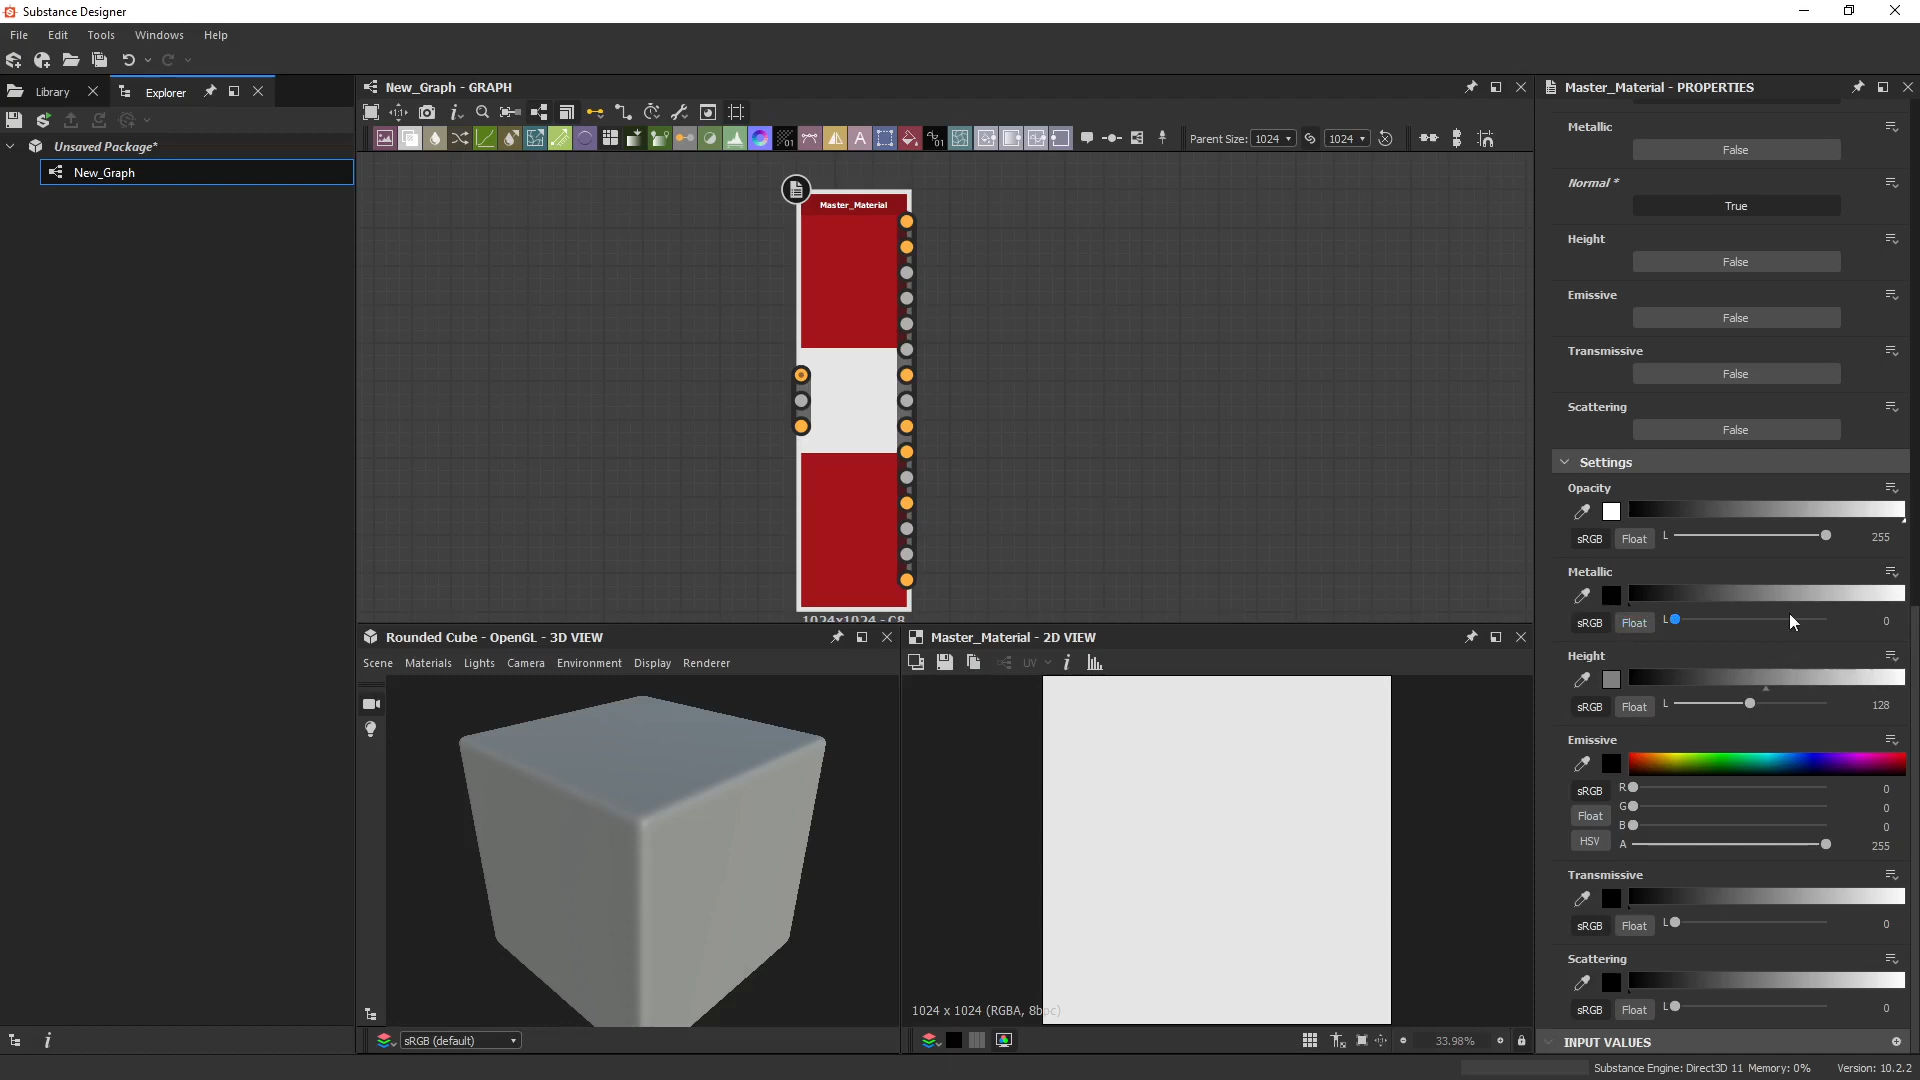 Substance Designer
File Edit Tools Windows Help
Library Explorer
Unsaved Package*
New_Graph
New_Graph - GRAPH
01 A 01 Parent Size: 1024 1024
Master_Material
1024x1024 - C8
Rounded Cube - OpenGL - 3D VIEW
Scene Materials Lights Camera Environment Display Renderer
sRGB (default)
Master_Material - 2D VIEW
UV
1024 x 1024 (RGBA, 8bpc)
33.98%
Master_Material - PROPERTIES
Metallic
False
Normal *
True
Height
False
Emissive
False
Transmissive
False
Scattering
False
Settings
Opacity
sRGB Float L 255
Metallic
sRGB Float L 0
Height
sRGB Float L 128
Emissive
sRGB R 0
G 0
Float B 0
HSV A 255
Transmissive
sRGB Float L 0
Scattering
sRGB Float L 0
INPUT VALUES
Substance Engine: Direct3D 11 Memory: 0% Version: 10.2.2